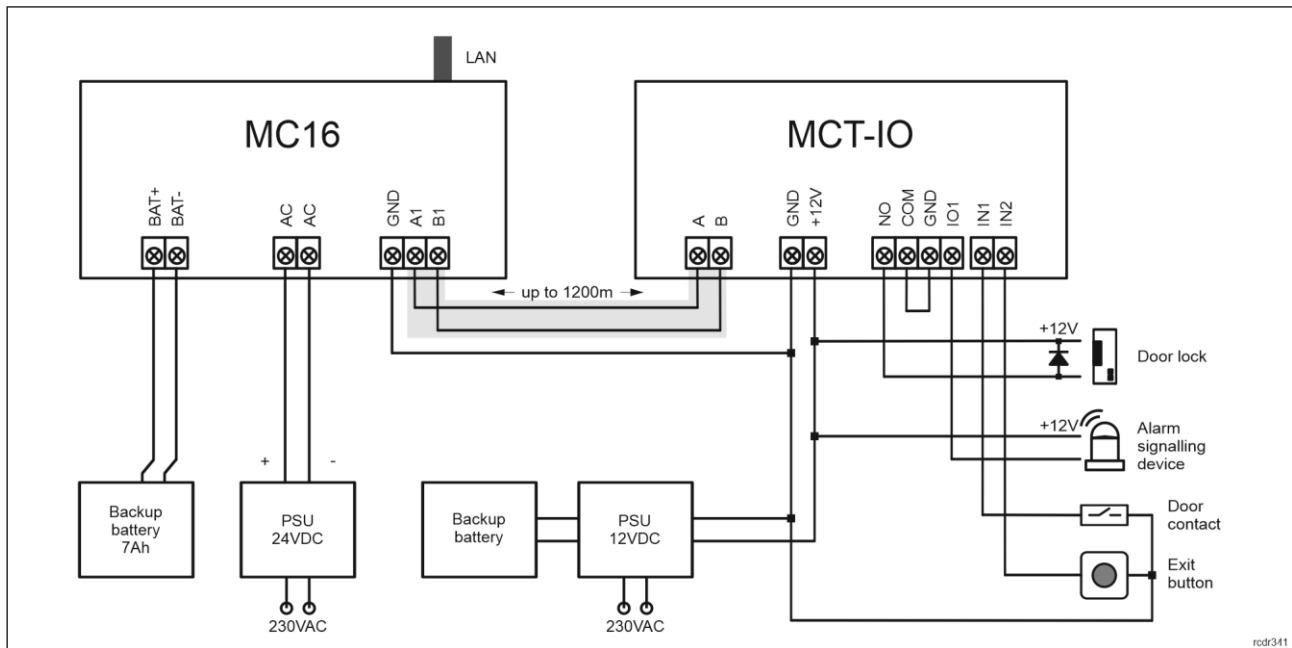 LAN
MC16
MCT-IO
BAT+
BAT-
AC
AC
GND
A1
B1
A
B
GND
+12V
NO
COM
GND
IO1
IN1
IN2
up to 1200m
+12V
Door lock
+12V
Alarm
signalling
device
+
-
Backup
battery
7Ah
PSU
24VDC
Backup
battery
PSU
12VDC
Door
contact
Exit
button
230VAC
230VAC
rcdr341